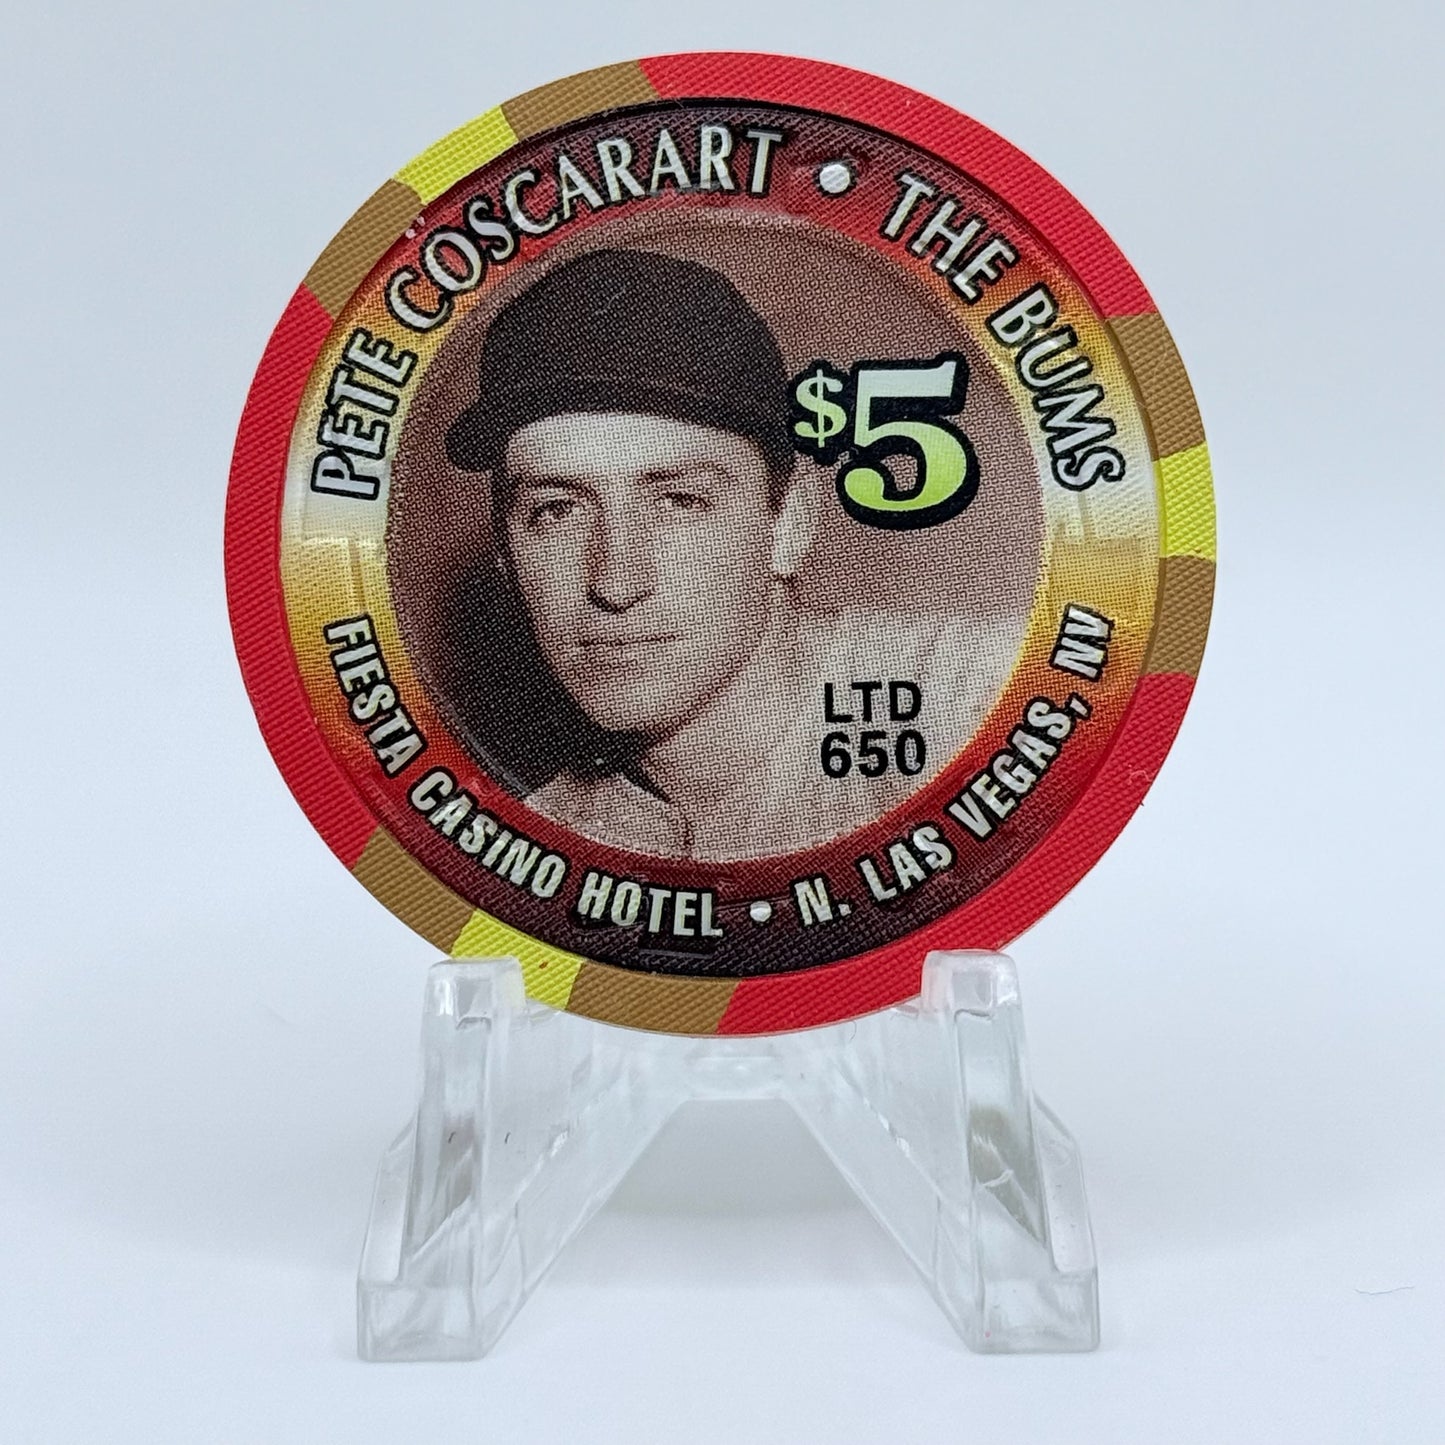 PETE COSCARART • THE BUMS
$5
LTD
650
FIESTA CASINO HOTEL • N. LAS VEGAS, NV